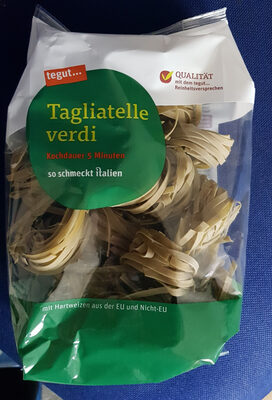 tegut...
QUALITÄT
mit dem tegut...
Reinheitsversprechen
Tagliatelle
verdi
Kochdauer 5 Minuten
so schmeckt italien
mit Hartweizen aus der EU und Nicht-EU